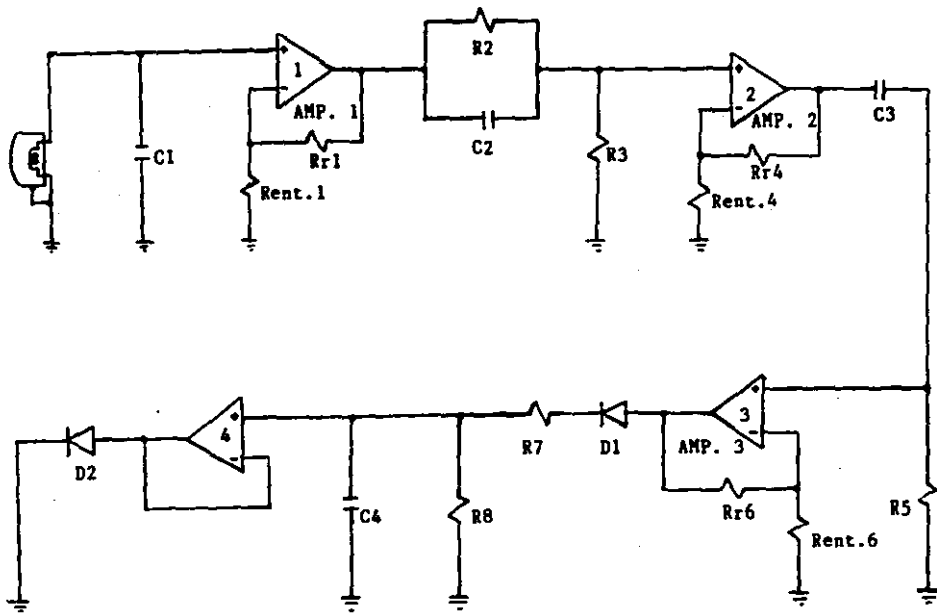 R2
1
AMP. 1
C1
C2
Rr1
Rent.1
R3
2
AMP. 2
C3
Rr4
Rent.4
3
AMP. 3
4
R7
D1
D2
C4
R8
Rr6
R5
Rent.6